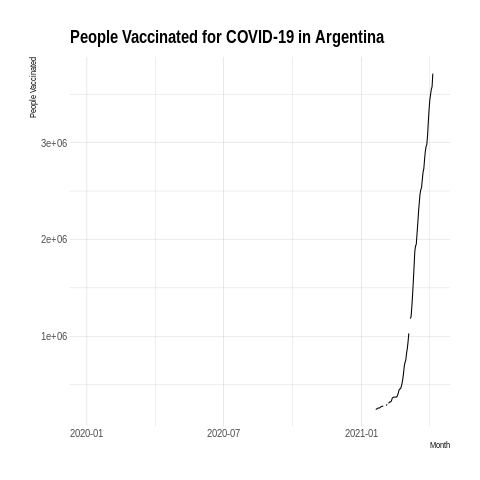 People Vaccinated for COVID-19 in Argentina
People Vaccinated
3e+06
2e+06
1e+06
2020-01 2020-07 2021-01
Month